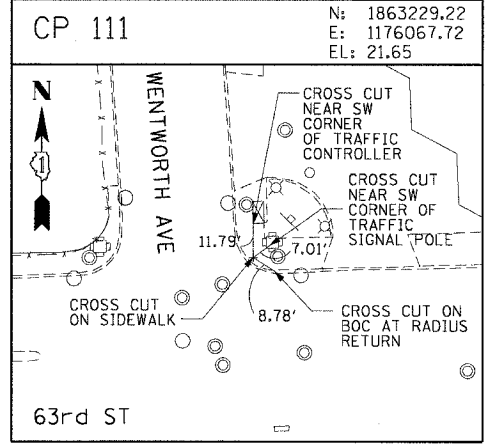 CP 111
N: 1863229.22
E: 1176067.72
EL: 21.65
N
1
WENTWORTH AVE
CROSS CUT
NEAR SW
CORNER
OF TRAFFIC
CONTROLLER
CROSS CUT
NEAR SW
CORNER OF
TRAFFIC
SIGNAL POLE
11.79'
7.01'
8.78'
CROSS CUT
ON SIDEWALK
CROSS CUT ON
BOC AT RADIUS
RETURN
63rd ST